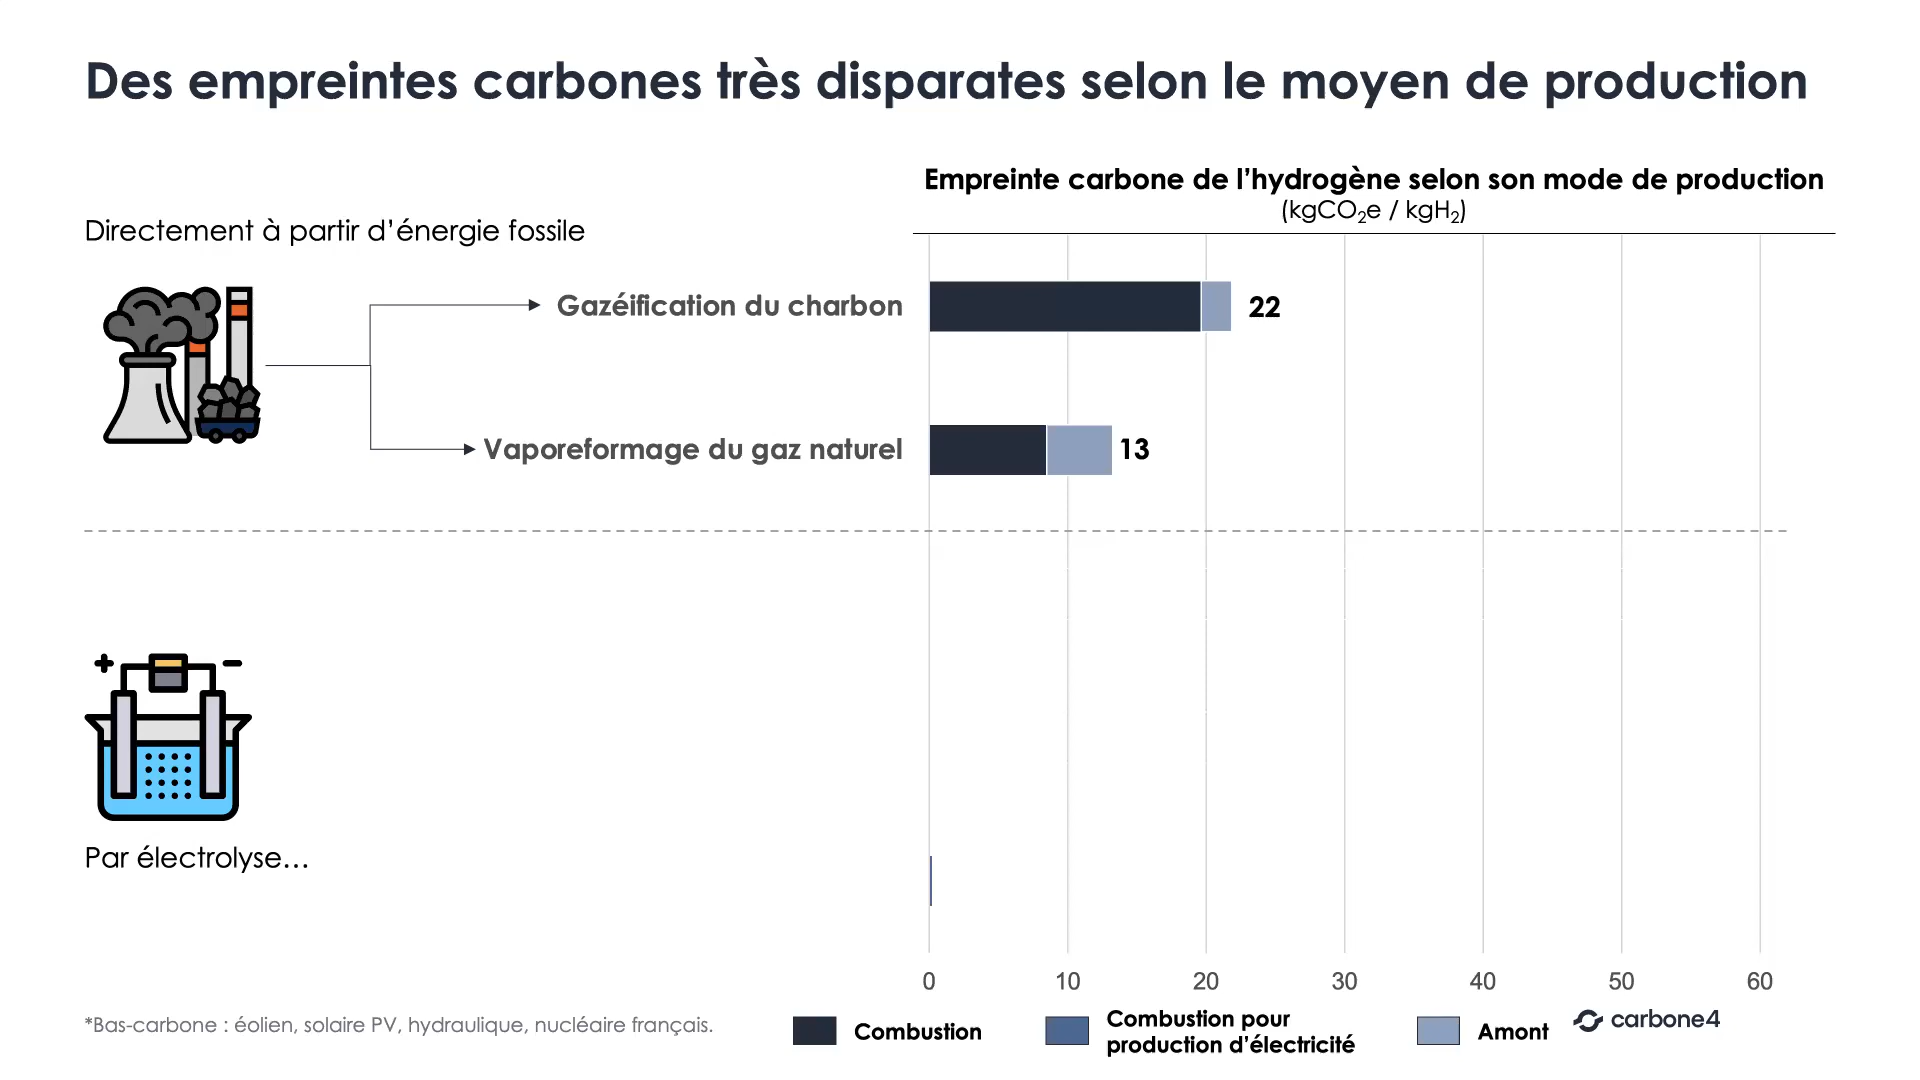 Des empreintes carbones très disparates selon le moyen de production
Empreinte carbone de l’hydrogène selon son mode de production
(kgCO₂e / kgH₂)
Directement à partir d’énergie fossile
Gazéification du charbon
22
Vaporeformage du gaz naturel
13
+ −
Par électrolyse…
0 10 20 30 40 50 60
*Bas-carbone : éolien, solaire PV, hydraulique, nucléaire français.
Combustion
Combustion pour
production d’électricité
Amont
carbone4